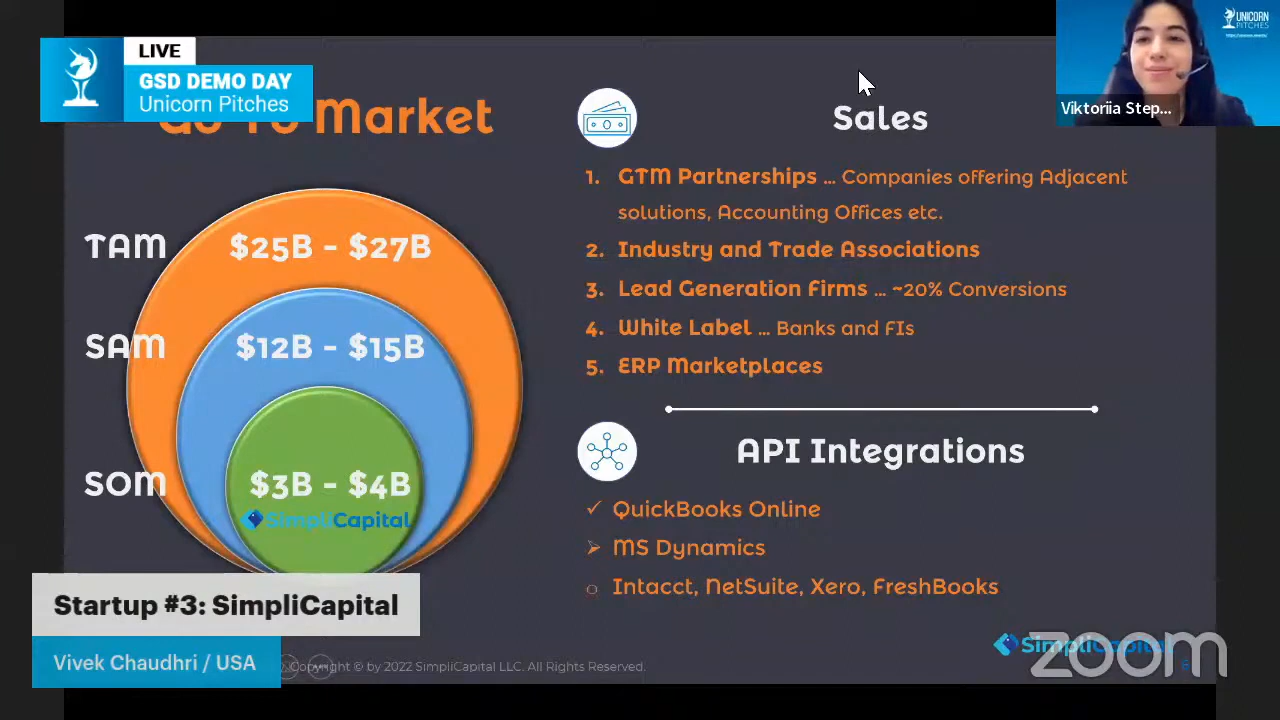 LIVE
GSD DEMO DAY
Unicorn Pitches
Go To Market
TAM
$25B - $27B
SAM
$12B - $15B
SOM
$3B - $4B
SimpliCapital
Sales
1. GTM Partnerships ... Companies offering Adjacent
solutions, Accounting Offices etc.
2. Industry and Trade Associations
3. Lead Generation Firms ... ~20% Conversions
4. White Label ... Banks and FIs
5. ERP Marketplaces
API Integrations
✓ QuickBooks Online
➢ MS Dynamics
○ Intacct, NetSuite, Xero, FreshBooks
UNICORN
PITCHES
Viktoriia Step...
Startup #3: SimpliCapital
Vivek Chaudhri / USA
Copyright © by 2022 SimpliCapital LLC. All Rights Reserved.
SimpliCapital
zoom